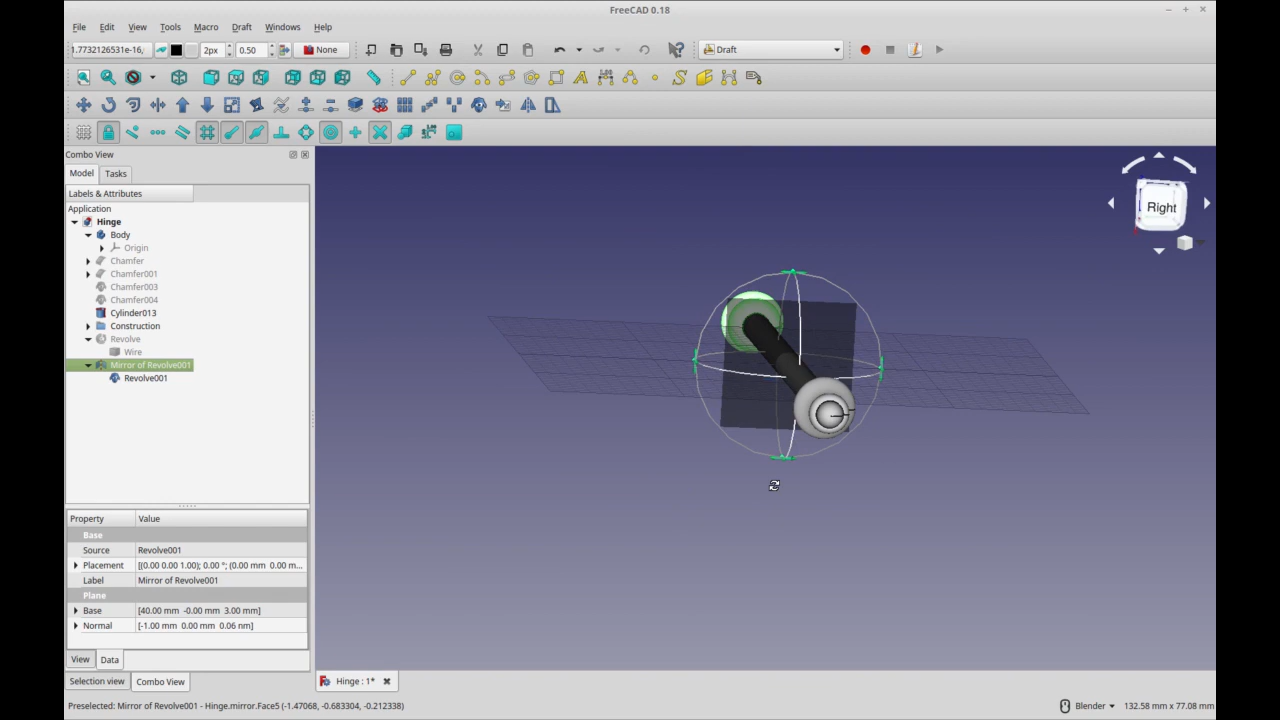 FreeCAD 0.18
File Edit View Tools Macro Draft Windows Help
1.7732126531e-16, 2px 0.50 None Draft
Combo View
Model Tasks
Labels & Attributes
Application
Hinge
Body
Origin
Chamfer
Chamfer001
Chamfer003
Chamfer004
Cylinder013
Construction
Revolve
Wire
Mirror of Revolve001
Revolve001
Right
Property Value
Base
Source Revolve001
Placement [(0.00 0.00 1.00); 0.00 °; (0.00 mm 0.00 m...
Label Mirror of Revolve001
Plane
Base [40.00 mm -0.00 mm 3.00 mm]
Normal [-1.00 mm 0.00 mm 0.06 nm]
View Data
Selection view Combo View
Hinge : 1*
Preselected: Mirror of Revolve001 - Hinge.mirror.Face5 (-1.47068, -0.683304, -0.212338)
Blender 132.58 mm x 77.08 mm